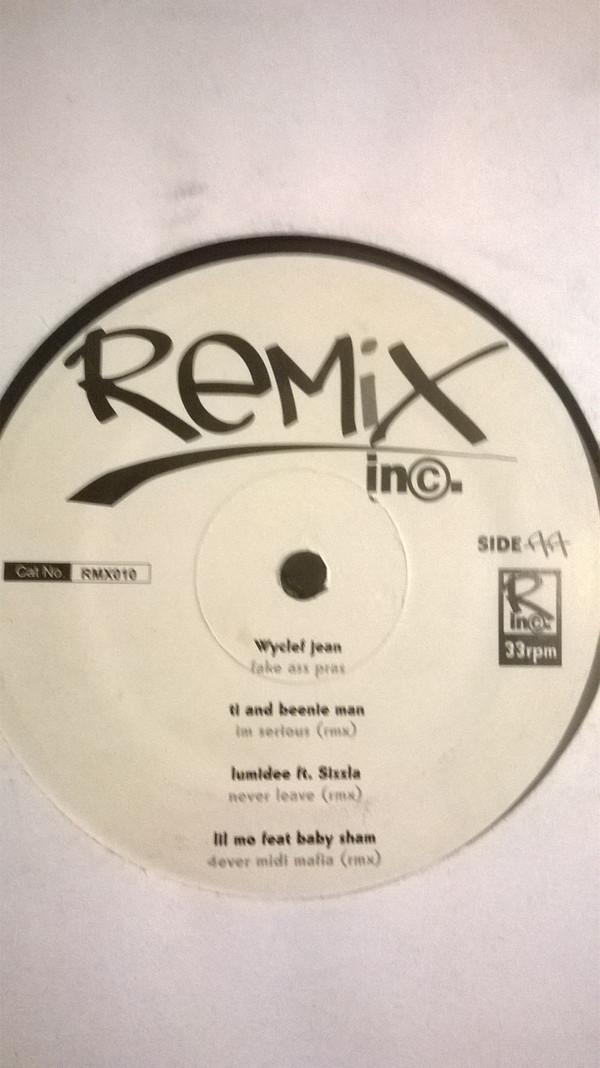 Remix
inc.
SIDE AA
Cat No. RMX010
R
inc.
33rpm
Wyclef Jean
fake ass pras
ti and beenie man
im serious (rmx)
lumidee ft. Sizzla
never leave (rmx)
lil mo feat baby sham
4ever midi mafia (rmx)